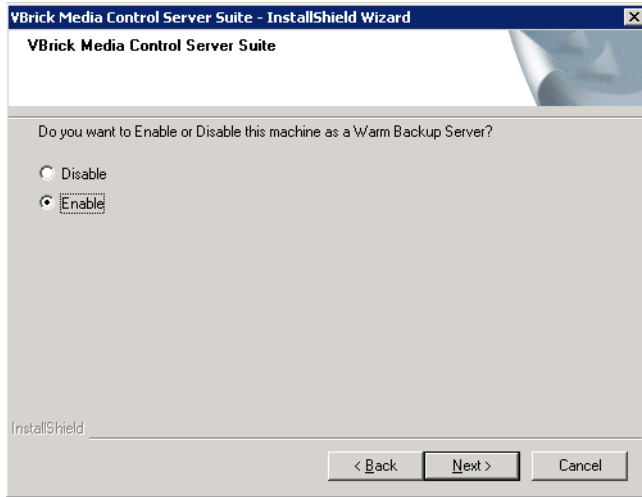 VBrick Media Control Server Suite - InstallShield Wizard
VBrick Media Control Server Suite
Do you want to Enable or Disable this machine as a Warm Backup Server?
Disable
Enable
InstallShield
< Back Next > Cancel